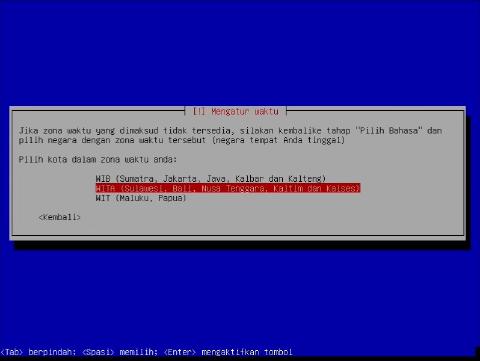 [!] Mengatur waktu
Jika zona waktu yang dimaksud tidak tersedia, silakan kembalike tahap "Pilih Bahasa" dan
pilih negara dengan zona waktu tersebut (negara tempat Anda tinggal)
Pilih kota dalam zona waktu anda:
WIB (Sumatra, Jakarta, Java, Kalbar dan Kalteng)
WITA (Sulawesi, Bali, Nusa Tenggara, Kaltim dan Kalses)
WIT (Maluku, Papua)
<Kembali>
<Tab> berpindah; <Spasi> memilih; <Enter> mengaktifkan tombol